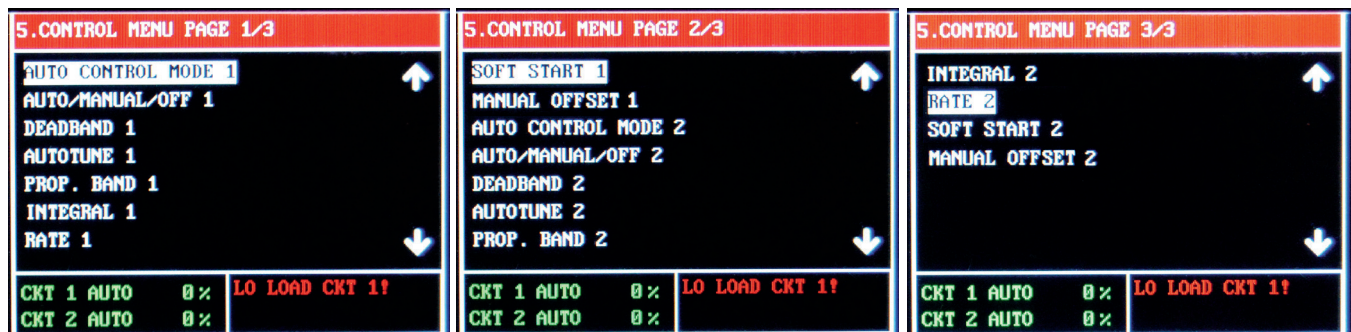 5.CONTROL MENU PAGE 1/3
AUTO CONTROL MODE 1
AUTO/MANUAL/OFF 1
DEADBAND 1
AUTOTUNE 1
PROP. BAND 1
INTEGRAL 1
RATE 1
CKT 1 AUTO 0%
CKT 2 AUTO 0%
LO LOAD CKT 1!
5.CONTROL MENU PAGE 2/3
SOFT START 1
MANUAL OFFSET 1
AUTO CONTROL MODE 2
AUTO/MANUAL/OFF 2
DEADBAND 2
AUTOTUNE 2
PROP. BAND 2
CKT 1 AUTO 0%
CKT 2 AUTO 0%
LO LOAD CKT 1!
5.CONTROL MENU PAGE 3/3
INTEGRAL 2
RATE 2
SOFT START 2
MANUAL OFFSET 2
CKT 1 AUTO 0%
CKT 2 AUTO 0%
LO LOAD CKT 1!